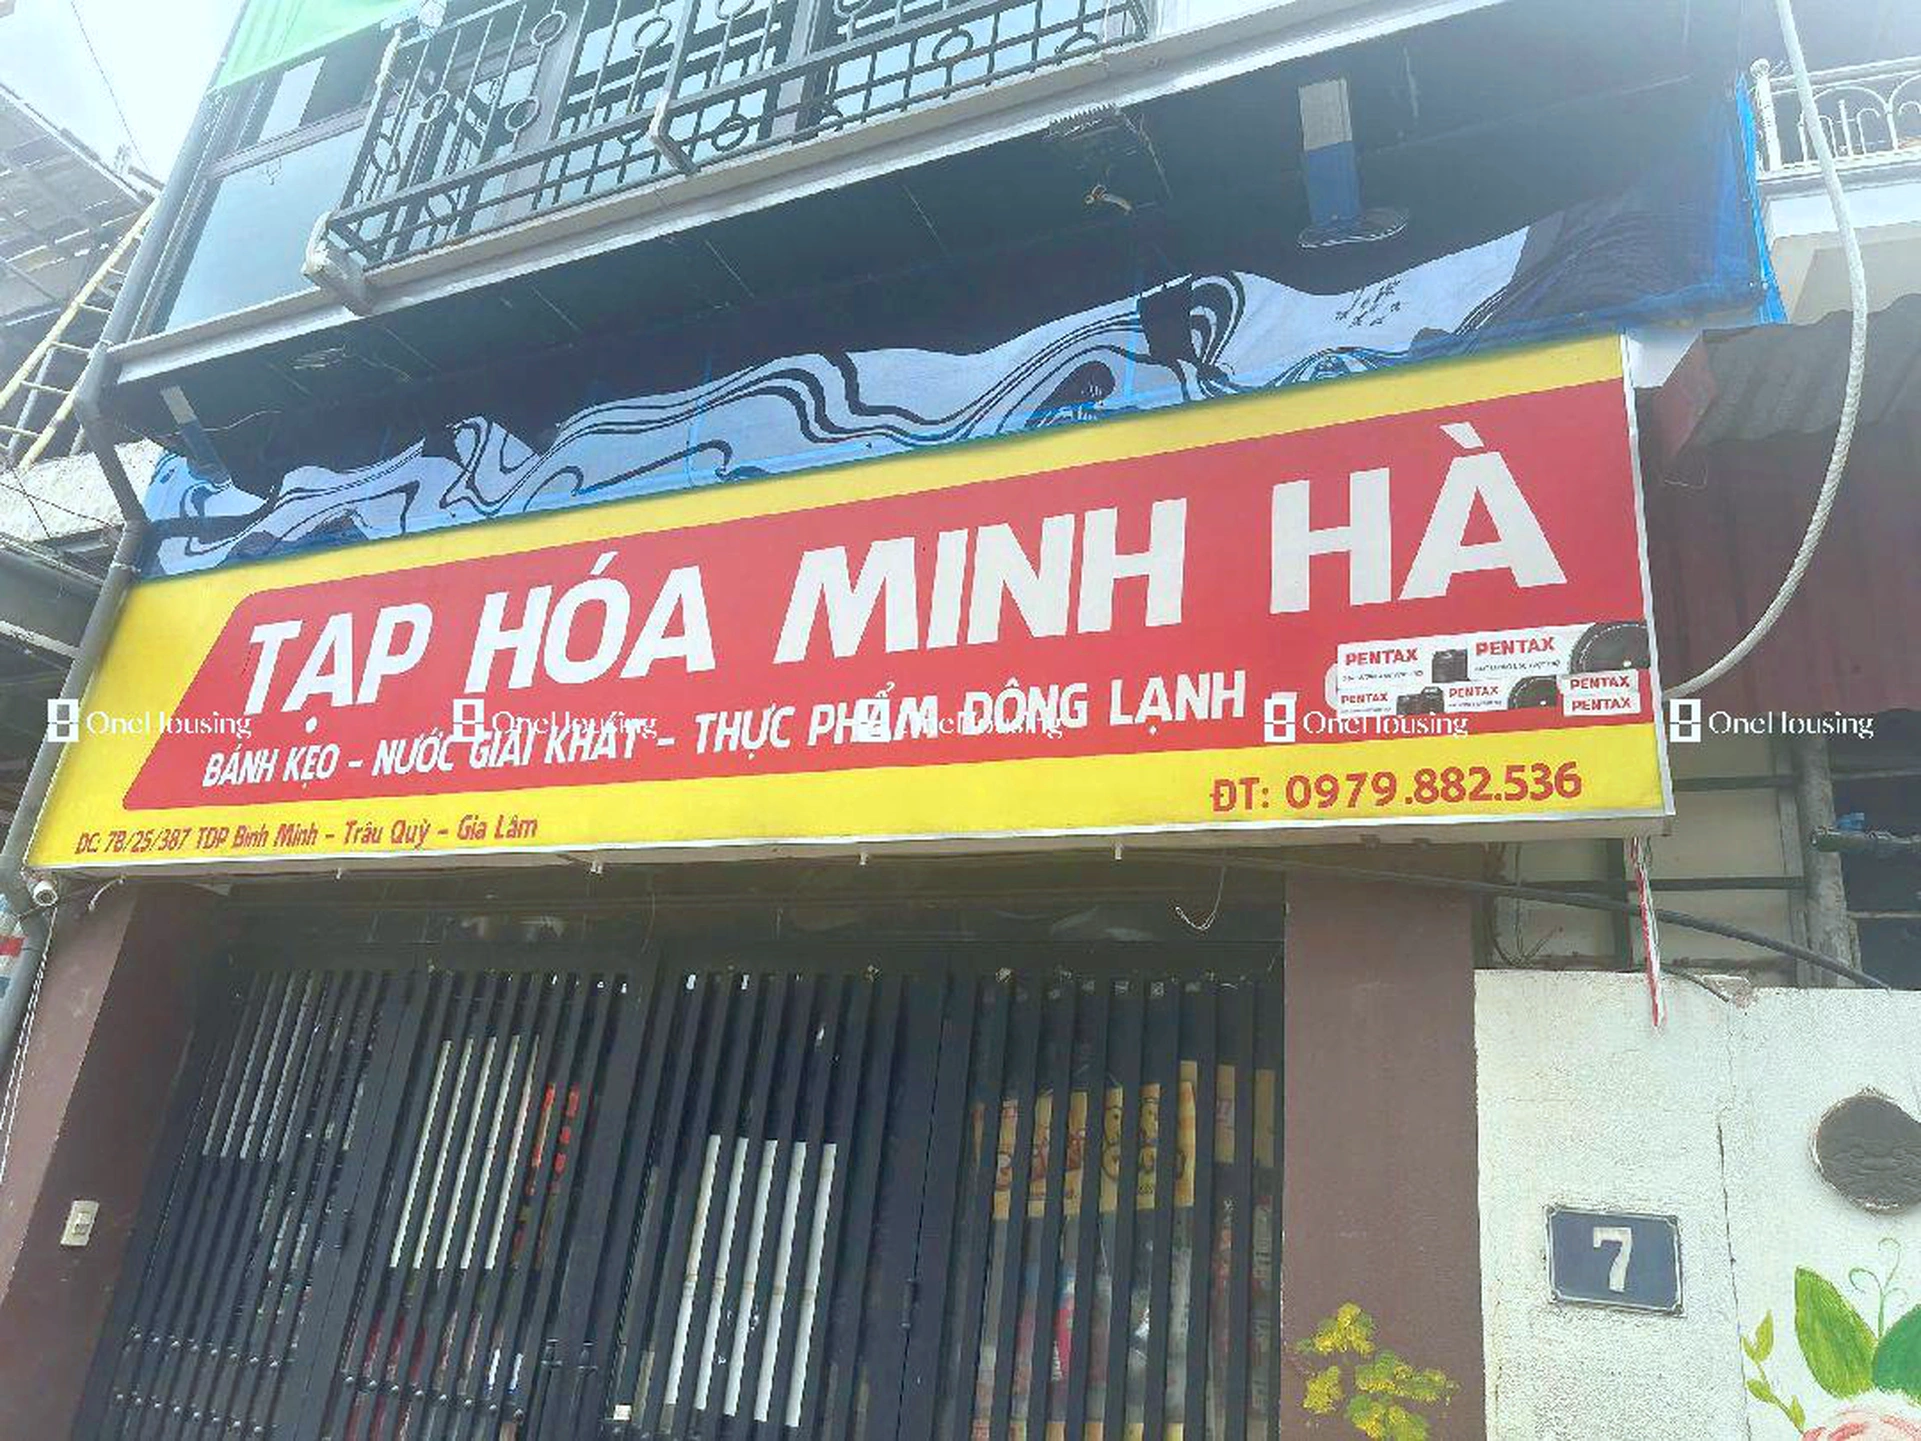 TẠP HÓA MINH HÀ
BÁNH KẸO - NƯỚC GIẢI KHÁT - THỰC PHẨM ĐÔNG LẠNH -
PENTAX PENTAX
PENTAX PENTAX PENTAX
PENTAX
OneHousing OneHousing OneHousing OneHousing OneHousing
ĐT: 0979.882.536
ĐC: 7B/25/387 TDP Bình Minh - Trâu Quỳ - Gia Lâm
7